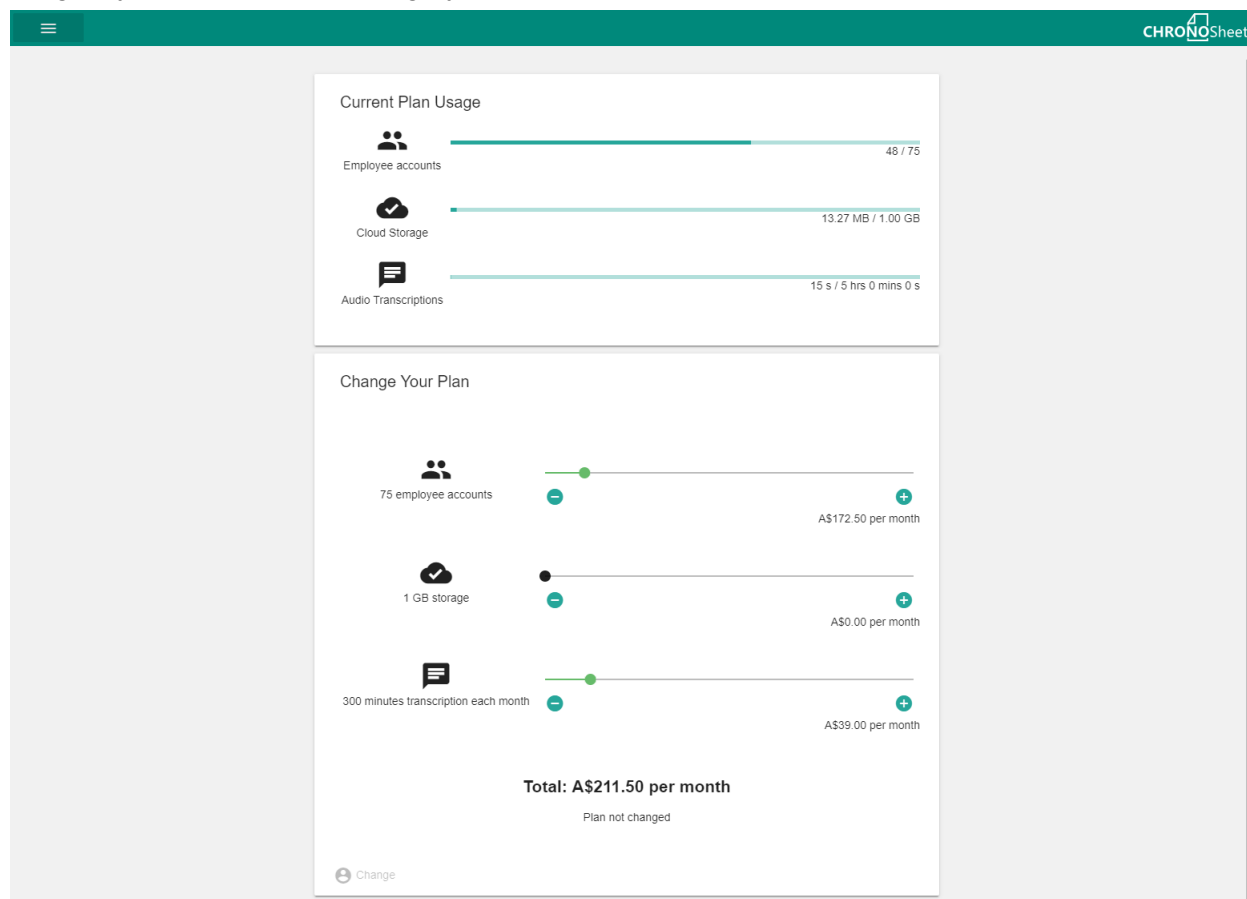 CHRONOSheet
Current Plan Usage
48 / 75
Employee accounts
13.27 MB / 1.00 GB
Cloud Storage
15 s / 5 hrs 0 mins 0 s
Audio Transcriptions
Change Your Plan
75 employee accounts
A$172.50 per month
1 GB storage
A$0.00 per month
300 minutes transcription each month
A$39.00 per month
Total: A$211.50 per month
Plan not changed
Change